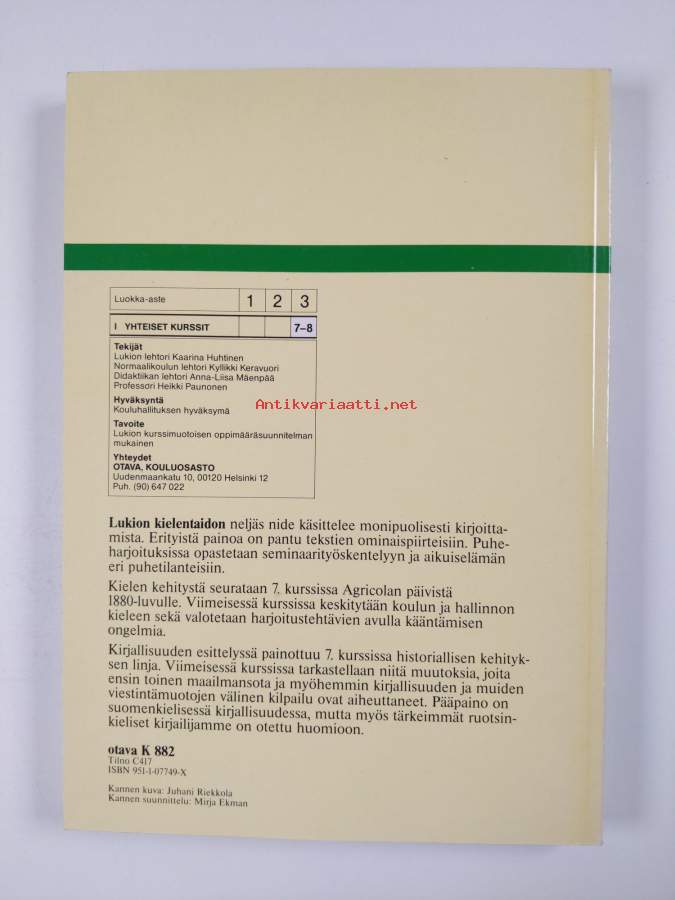 Luokka-aste 1 2 3
I YHTEISET KURSSIT 7–8
Tekijät
Lukion lehtori Kaarina Huhtinen
Normaalikoulun lehtori Kyllikki Keravuori
Didaktiikan lehtori Anna-Liisa Mäenpää
Professori Heikki Paunonen
Hyväksyntä
Kouluhallituksen hyväksymä
Antikvariaatti.net
Tavoite
Lukion kurssimuotoisen oppimääräsuunnitelman
mukainen
Yhteydet
OTAVA, KOULUOSASTO
Uudenmaankatu 10, 00120 Helsinki 12
Puh. (90) 647 022
Lukion kielentaidon neljäs nide käsittelee monipuolisesti kirjoitta-
mista. Erityistä painoa on pantu tekstien ominaispiirteisiin. Puhe-
harjoituksissa opastetaan seminaarityöskentelyyn ja aikuiselämän
eri puhetilanteisiin.
Kielen kehitystä seurataan 7. kurssissa Agricolan päivistä
1880-luvulle. Viimeisessä kurssissa keskitytään koulun ja hallinnon
kieleen sekä valotetaan harjoitustehtävien avulla kääntämisen
ongelmia.
Kirjallisuuden esittelyssä painottuu 7. kurssissa historiallisen kehityk-
sen linja. Viimeisessä kurssissa tarkastellaan niitä muutoksia, joita
ensin toinen maailmansota ja myöhemmin kirjallisuuden ja muiden
viestintämuotojen välinen kilpailu ovat aiheuttaneet. Pääpaino on
suomenkielisessä kirjallisuudessa, mutta myös tärkeimmät ruotsin-
kieliset kirjailijamme on otettu huomioon.
otava K 882
Tilno C417
ISBN 951-1-07749-X
Kannen kuva: Juhani Riekkola
Kannen suunnittelu: Mirja Ekman